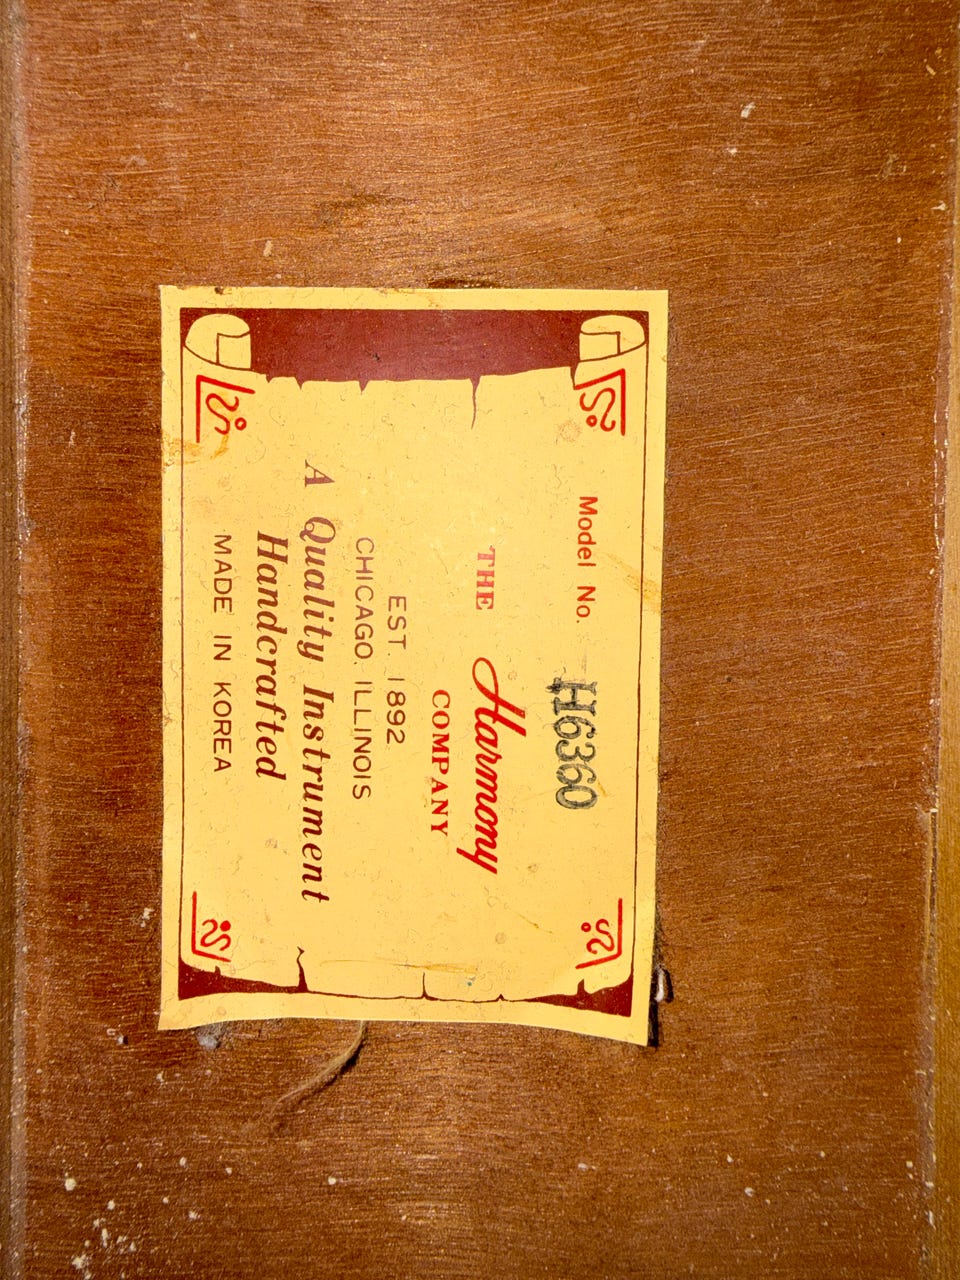 Model No. H6360
THE Harmony
COMPANY
EST. 1892
CHICAGO, ILLINOIS
A Quality Instrument
Handcrafted
MADE IN KOREA